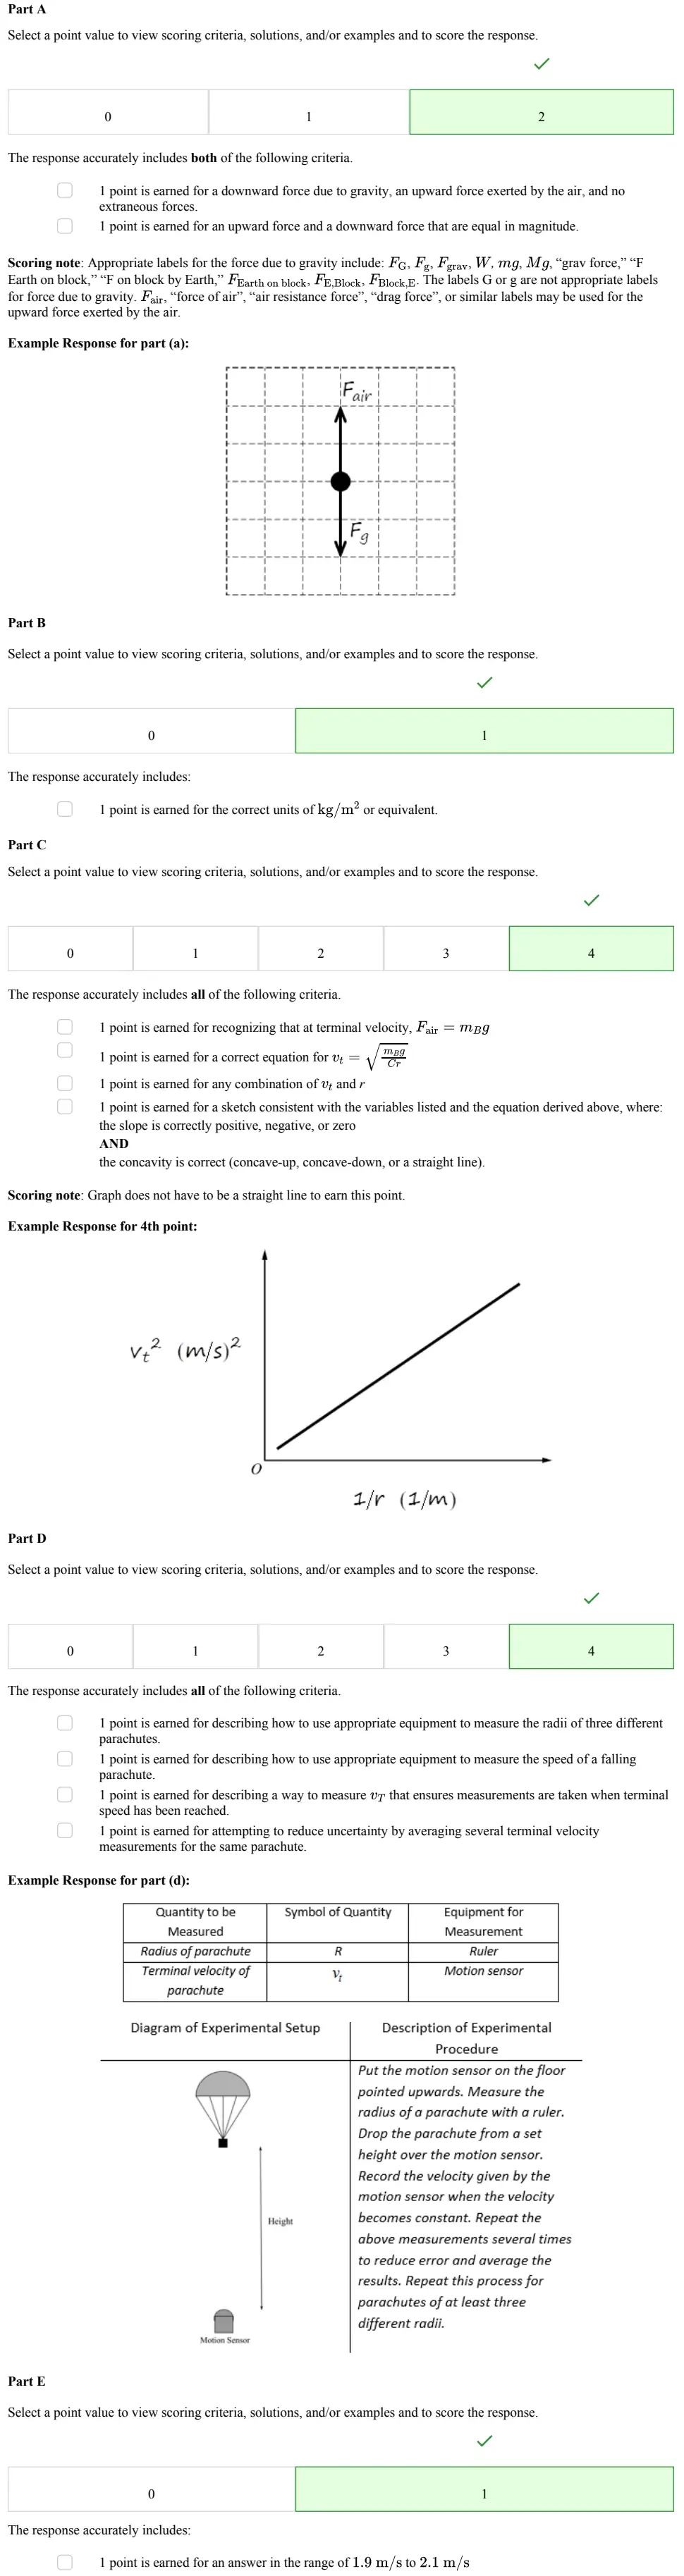 Part A
Select a point value to view scoring criteria, solutions, and/or examples and to score the response.
0
1
2
The response accurately includes both of the following criteria.
1 point is earned for a downward force due to gravity, an upward force exerted by the air, and no
extraneous forces.
1 point is earned for an upward force and a downward force that are equal in magnitude.
Scoring note: Appropriate labels for the force due to gravity include: F_G, F_g, F_grav, W, mg, Mg, “grav force,” “F
Earth on block,” “F on block by Earth,” F_Earth on block, F_E,Block, F_Block,E. The labels G or g are not appropriate labels
for force due to gravity. F_air, “force of air”, “air resistance force”, “drag force”, or similar labels may be used for the
upward force exerted by the air.
Example Response for part (a):
F_air
F_g
Part B
Select a point value to view scoring criteria, solutions, and/or examples and to score the response.
0
1
The response accurately includes:
1 point is earned for the correct units of kg/m² or equivalent.
Part C
Select a point value to view scoring criteria, solutions, and/or examples and to score the response.
0
1
2
3
4
The response accurately includes all of the following criteria.
1 point is earned for recognizing that at terminal velocity, F_air = m_B g
1 point is earned for a correct equation for v_t = √(m_B g / Cr)
1 point is earned for any combination of v_t and r
1 point is earned for a sketch consistent with the variables listed and the equation derived above, where:
the slope is correctly positive, negative, or zero
AND
the concavity is correct (concave-up, concave-down, or a straight line).
Scoring note: Graph does not have to be a straight line to earn this point.
Example Response for 4th point:
v_t² (m/s)²
O
1/r (1/m)
Part D
Select a point value to view scoring criteria, solutions, and/or examples and to score the response.
0
1
2
3
4
The response accurately includes all of the following criteria.
1 point is earned for describing how to use appropriate equipment to measure the radii of three different
parachutes.
1 point is earned for describing how to use appropriate equipment to measure the speed of a falling
parachute.
1 point is earned for describing a way to measure v_T that ensures measurements are taken when terminal
speed has been reached.
1 point is earned for attempting to reduce uncertainty by averaging several terminal velocity
measurements for the same parachute.
Example Response for part (d):
Quantity to be Measured
Symbol of Quantity
Equipment for Measurement
Radius of parachute
R
Ruler
Terminal velocity of parachute
v_t
Motion sensor
Diagram of Experimental Setup
Description of Experimental
Procedure
Put the motion sensor on the floor
pointed upwards. Measure the
radius of a parachute with a ruler.
Drop the parachute from a set
height over the motion sensor.
Record the velocity given by the
motion sensor when the velocity
becomes constant. Repeat the
above measurements several times
to reduce error and average the
results. Repeat this process for
parachutes of at least three
different radii.
Height
Motion Sensor
Part E
Select a point value to view scoring criteria, solutions, and/or examples and to score the response.
0
1
The response accurately includes:
1 point is earned for an answer in the range of 1.9 m/s to 2.1 m/s